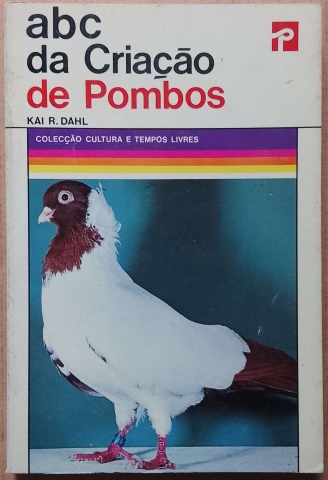 abc
da Criação
de Pombos
KAI R. DAHL
COLECÇÃO CULTURA E TEMPOS LIVRES